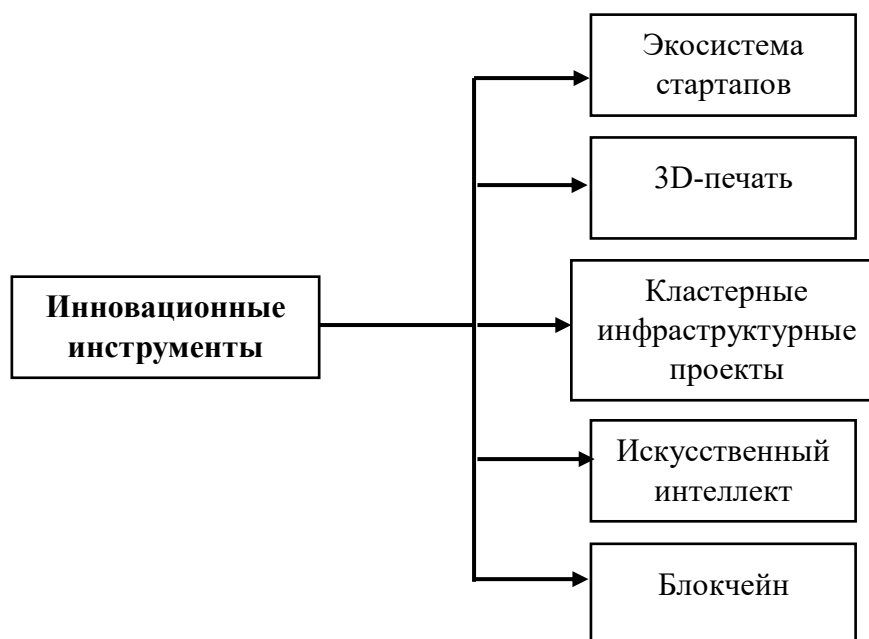 Экосистема
стартапов
3D-печать
Инновационные
инструменты
Кластерные
инфраструктурные
проекты
Искусственный
интеллект
Блокчейн